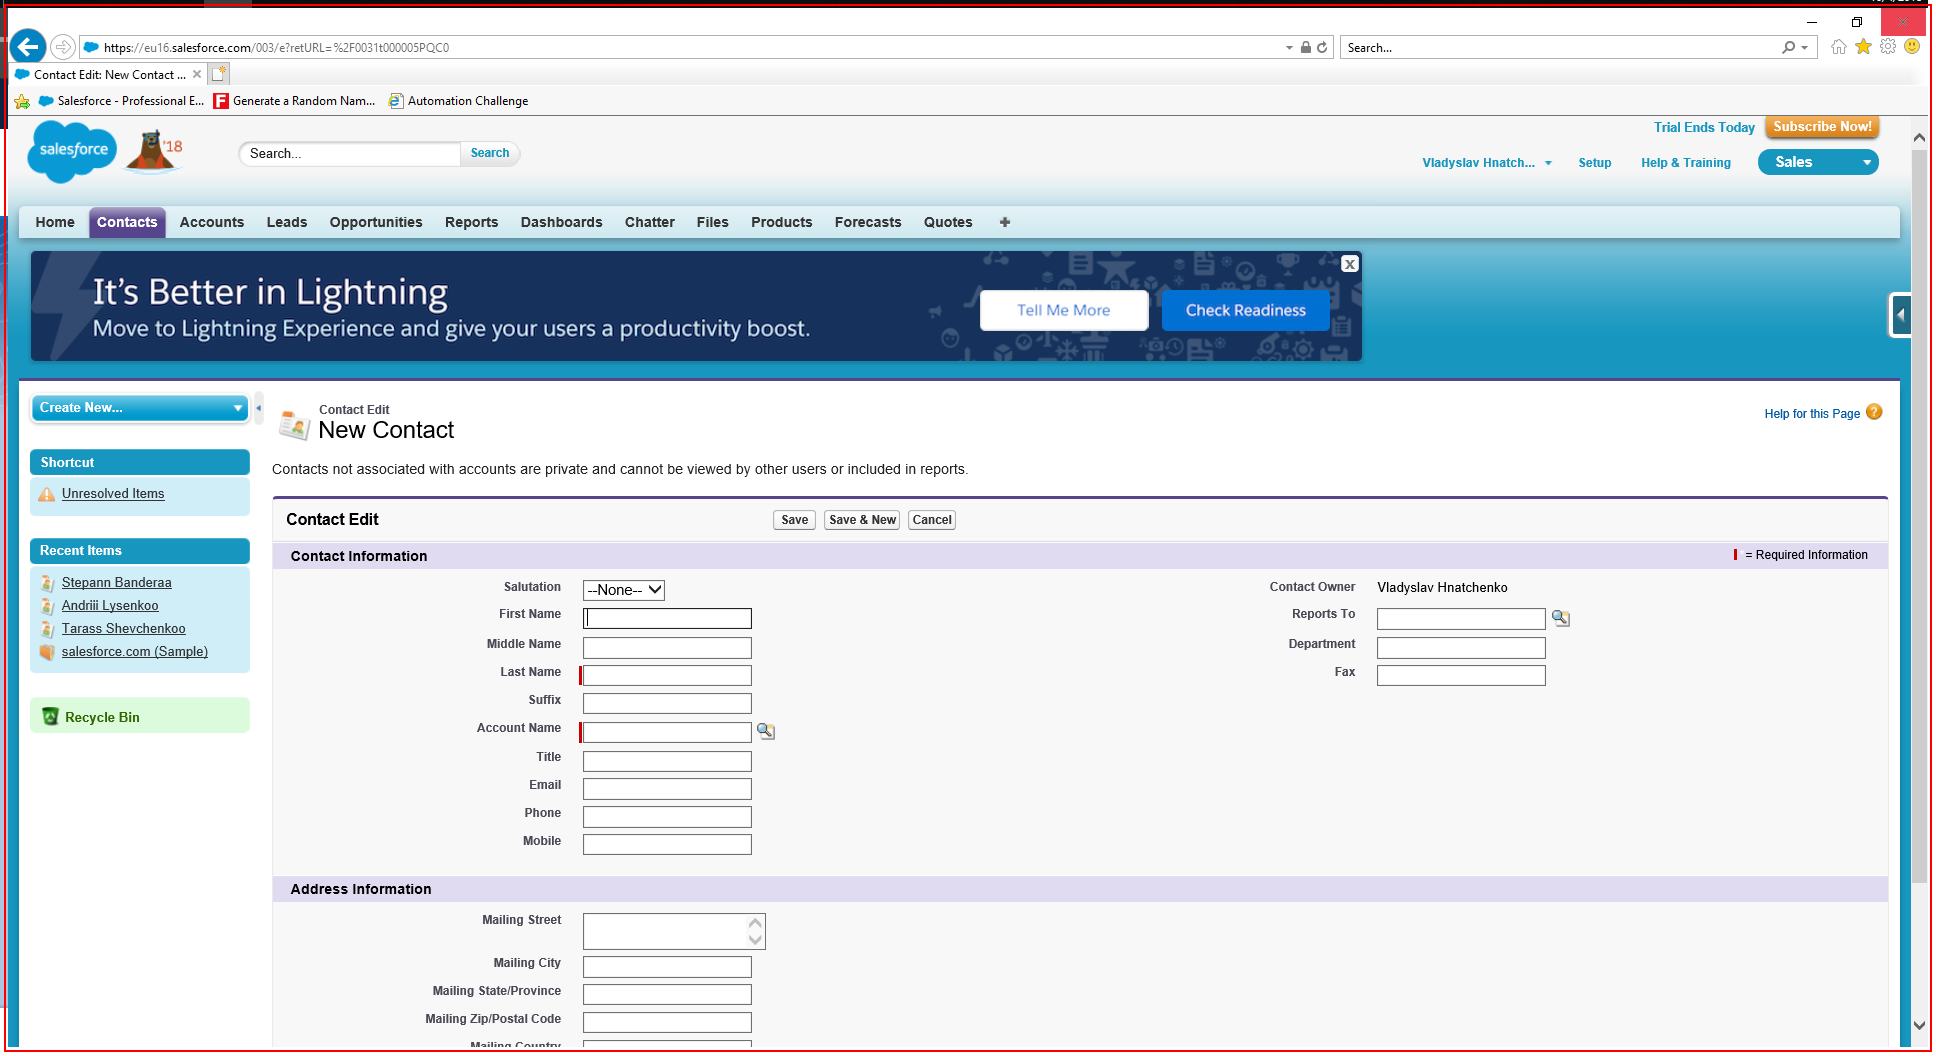 https://eu16.salesforce.com/003/e?retURL=%2F0031t000005PQC0
Search...
Contact Edit: New Contact ...
Salesforce - Professional E...
Generate a Random Nam...
Automation Challenge
salesforce
'18
Search...
Search
Trial Ends Today
Subscribe Now!
Vladyslav Hnatch...
Setup
Help & Training
Sales
Home
Contacts
Accounts
Leads
Opportunities
Reports
Dashboards
Chatter
Files
Products
Forecasts
Quotes
It's Better in Lightning
Move to Lightning Experience and give your users a productivity boost.
Tell Me More
Check Readiness
X
Create New...
Shortcut
Unresolved Items
Recent Items
Stepann Banderaa
Andriii Lysenkoo
Tarass Shevchenkoo
salesforce.com (Sample)
Recycle Bin
Contact Edit
New Contact
Help for this Page
Contacts not associated with accounts are private and cannot be viewed by other users or included in reports.
Contact Edit
Save
Save & New
Cancel
Contact Information
= Required Information
Salutation
--None--
First Name
Middle Name
Last Name
Suffix
Account Name
Title
Email
Phone
Mobile
Contact Owner
Vladyslav Hnatchenko
Reports To
Department
Fax
Address Information
Mailing Street
Mailing City
Mailing State/Province
Mailing Zip/Postal Code
Mailing Country